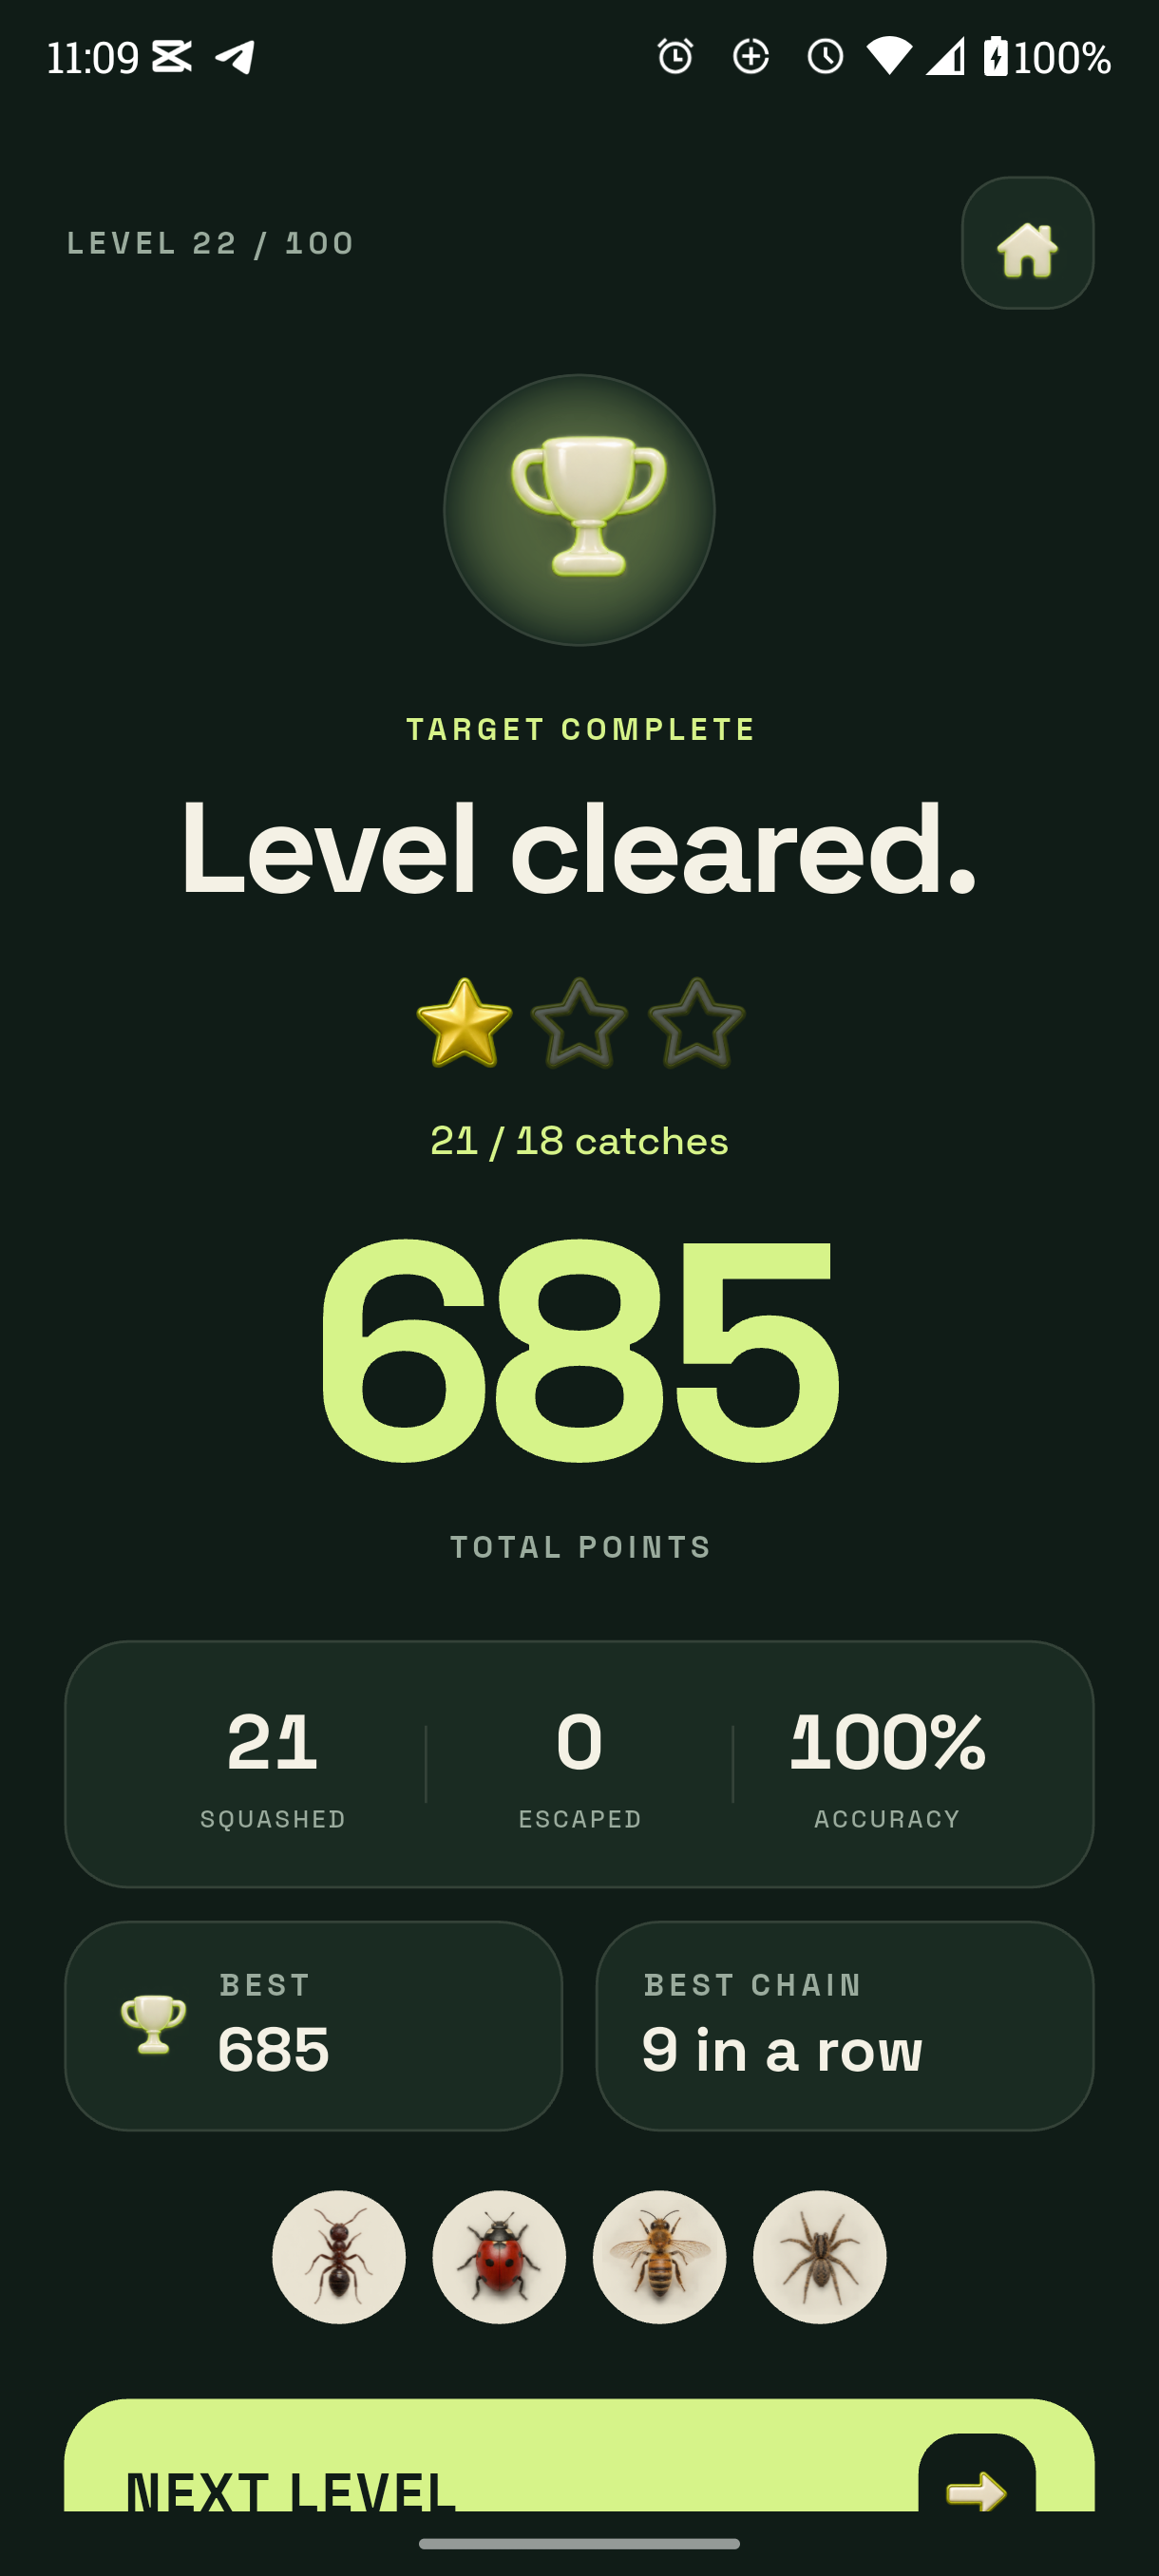 11:09 100%
LEVEL 22 / 100
TARGET COMPLETE
Level cleared.
21 / 18 catches
685
TOTAL POINTS
21 0 100%
SQUASHED ESCAPED ACCURACY
BEST BEST CHAIN
685 9 in a row
NEXT LEVEL